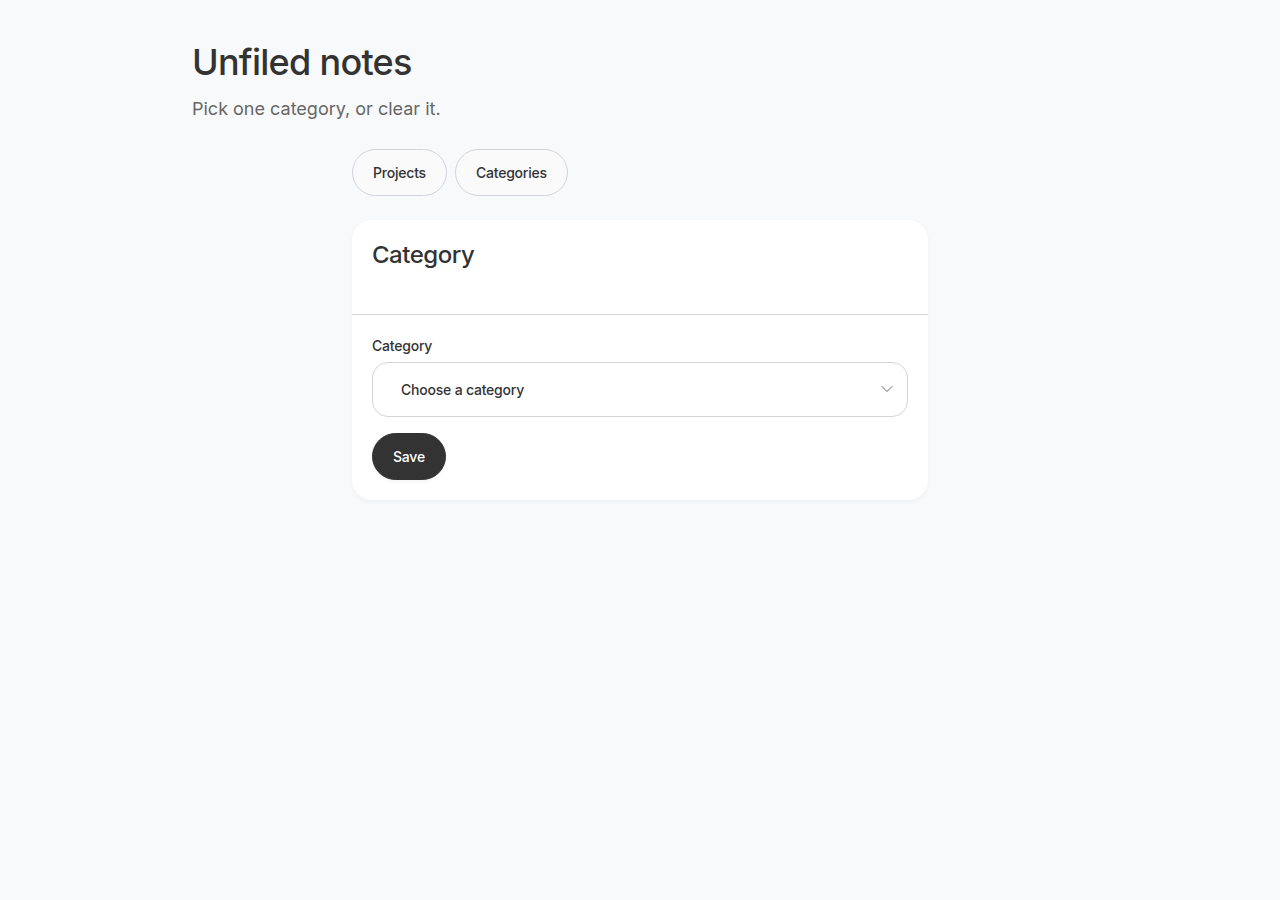 Unfiled notes
Pick one category, or clear it.
Projects
Categories
Category
Category
Choose a category
Save